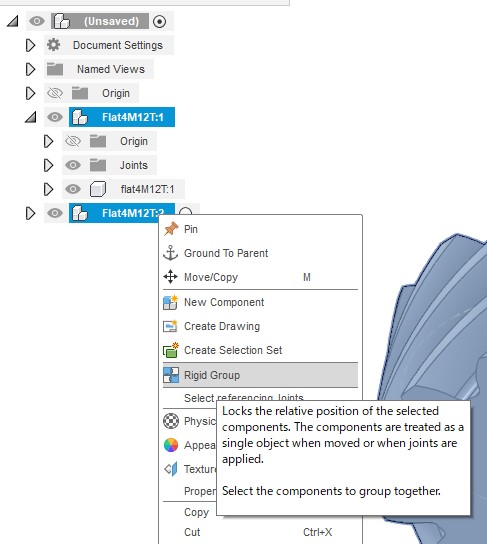 (Unsaved)
Document Settings
Named Views
Origin
Flat4M12T:1
Origin
Joints
flat4M12T:1
Flat4M12T:2
Pin
Ground To Parent
Move/Copy M
New Component
Create Drawing
Create Selection Set
Rigid Group
Select referencing Joints
Locks the relative position of the selected
components. The components are treated as a
single object when moved or when joints are
applied.
Select the components to group together.
Physic
Appea
Texture
Proper
Copy
Cut Ctrl+X